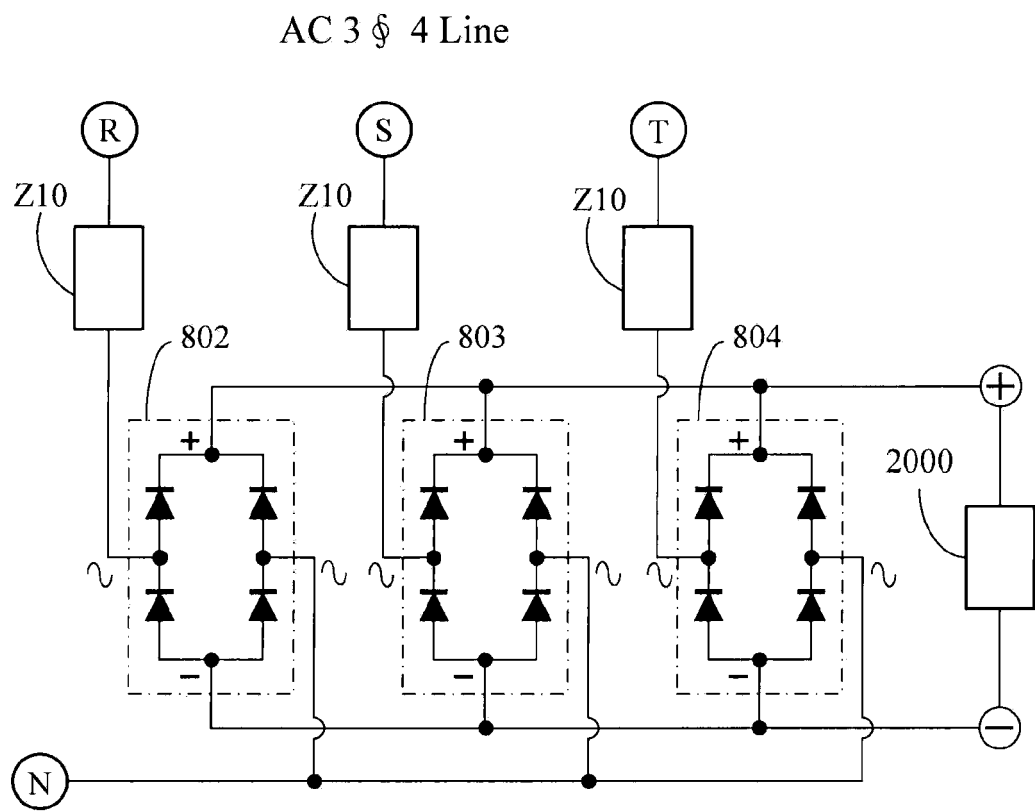 AC 3 ∮ 4 Line
R S T
Z10 Z10 Z10
802 803 804
+
+ + +
2000
∿ ∿ ∿ ∿ ∿ ∿
− − −
−
N